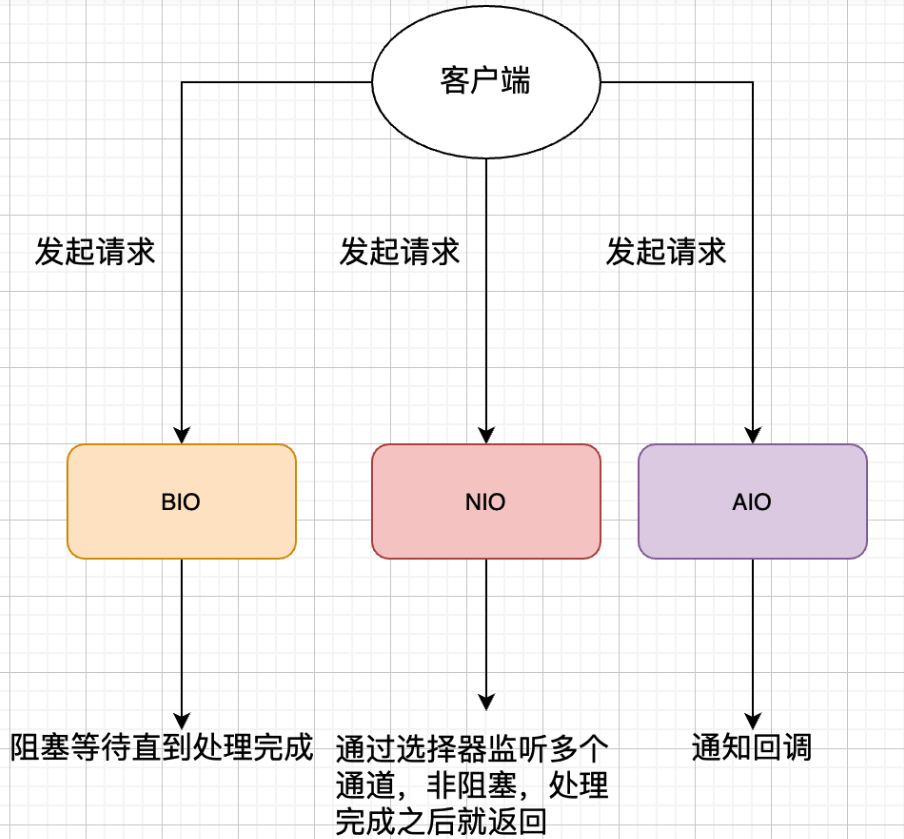 客户端
发起请求
发起请求
发起请求
BIO
NIO
AIO
阻塞等待直到处理完成
通过选择器监听多个
通道，非阻塞，处理
完成之后就返回
通知回调